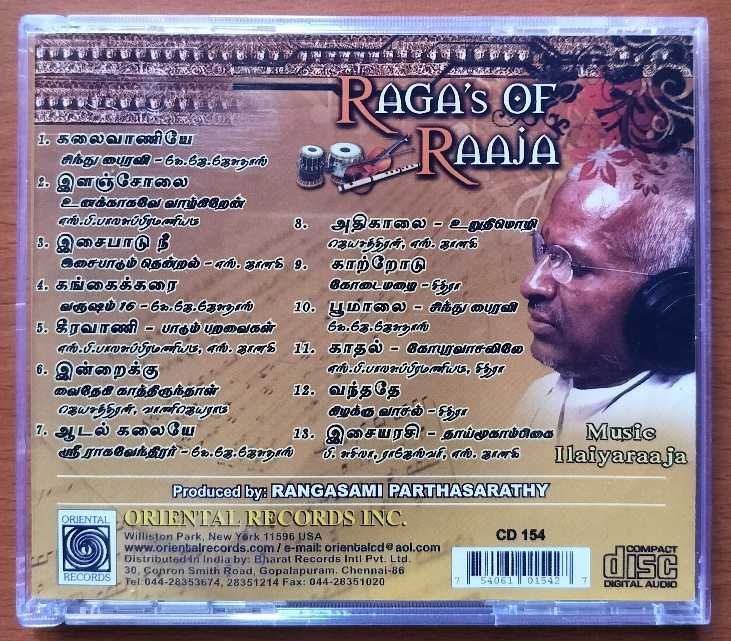 RAGA's OF
RAAJA
1. கலைவாணியே
சிந்து பைரவி - கே.ஜே.ஜேசுதாஸ்
2. இளஞ்சோலை
உனக்காகவே வாழ்கிறேன்
எஸ்.பி.பாலசுப்பிரமணியம்
3. இசைபாடு நீ
இசைபாடும் தென்றல் - எஸ். ஜானகி
4. கங்கைக்கரை
வருஷம் 16 - கே.ஜே.ஜேசுதாஸ்
5. கீரவாணி - பாடும் பறவைகள்
எஸ்.பி.பாலசுப்பிரமணியம், எஸ். ஜானகி
6. இன்றைக்கு
வைதேகி காத்திருந்தாள்
ஜெயசந்திரன், வாணிஜெயராம்
7. ஆடல் கலையே
ஸ்ரீ ராகவேந்திரர் - கே.ஜே.ஜேசுதாஸ்
8. அதிகாலை - உறுதிமொழி
ஜெயசந்திரன், எஸ். ஜானகி
9. காற்றோடு
கோடைமழை - சித்ரா
10. பூமாலை - சிந்து பைரவி
கே.ஜே.ஜேசுதாஸ்
11. காதல் - கோபுரவாசலிலே
எஸ்.பி.பாலசுப்பிரமணியம், சித்ரா
12. வந்ததே
கிழக்கு வாசல் - சித்ரா
13. இசையரசி - தாய்மூகாம்பிகை
பி. சுசிலா, ராஜேஸ்வரி, எஸ். ஜானகி
Music
Ilaiyaraaja
Produced by: RANGASAMI PARTHASARATHY
ORIENTAL
RECORDS
ORIENTAL RECORDS INC.
Williston Park, New York 11596 USA
www.orientalrecords.com / e-mail: orientalcd@aol.com
Distributed in India by: Bharat Records Intl Pvt. Ltd.
30, Conron Smith Road, Gopalapuram, Chennai-86
Tel: 044-28353674, 28351214 Fax: 044-28351020
CD 154
7 54061 01542 7
COMPACT
disc
DIGITAL AUDIO